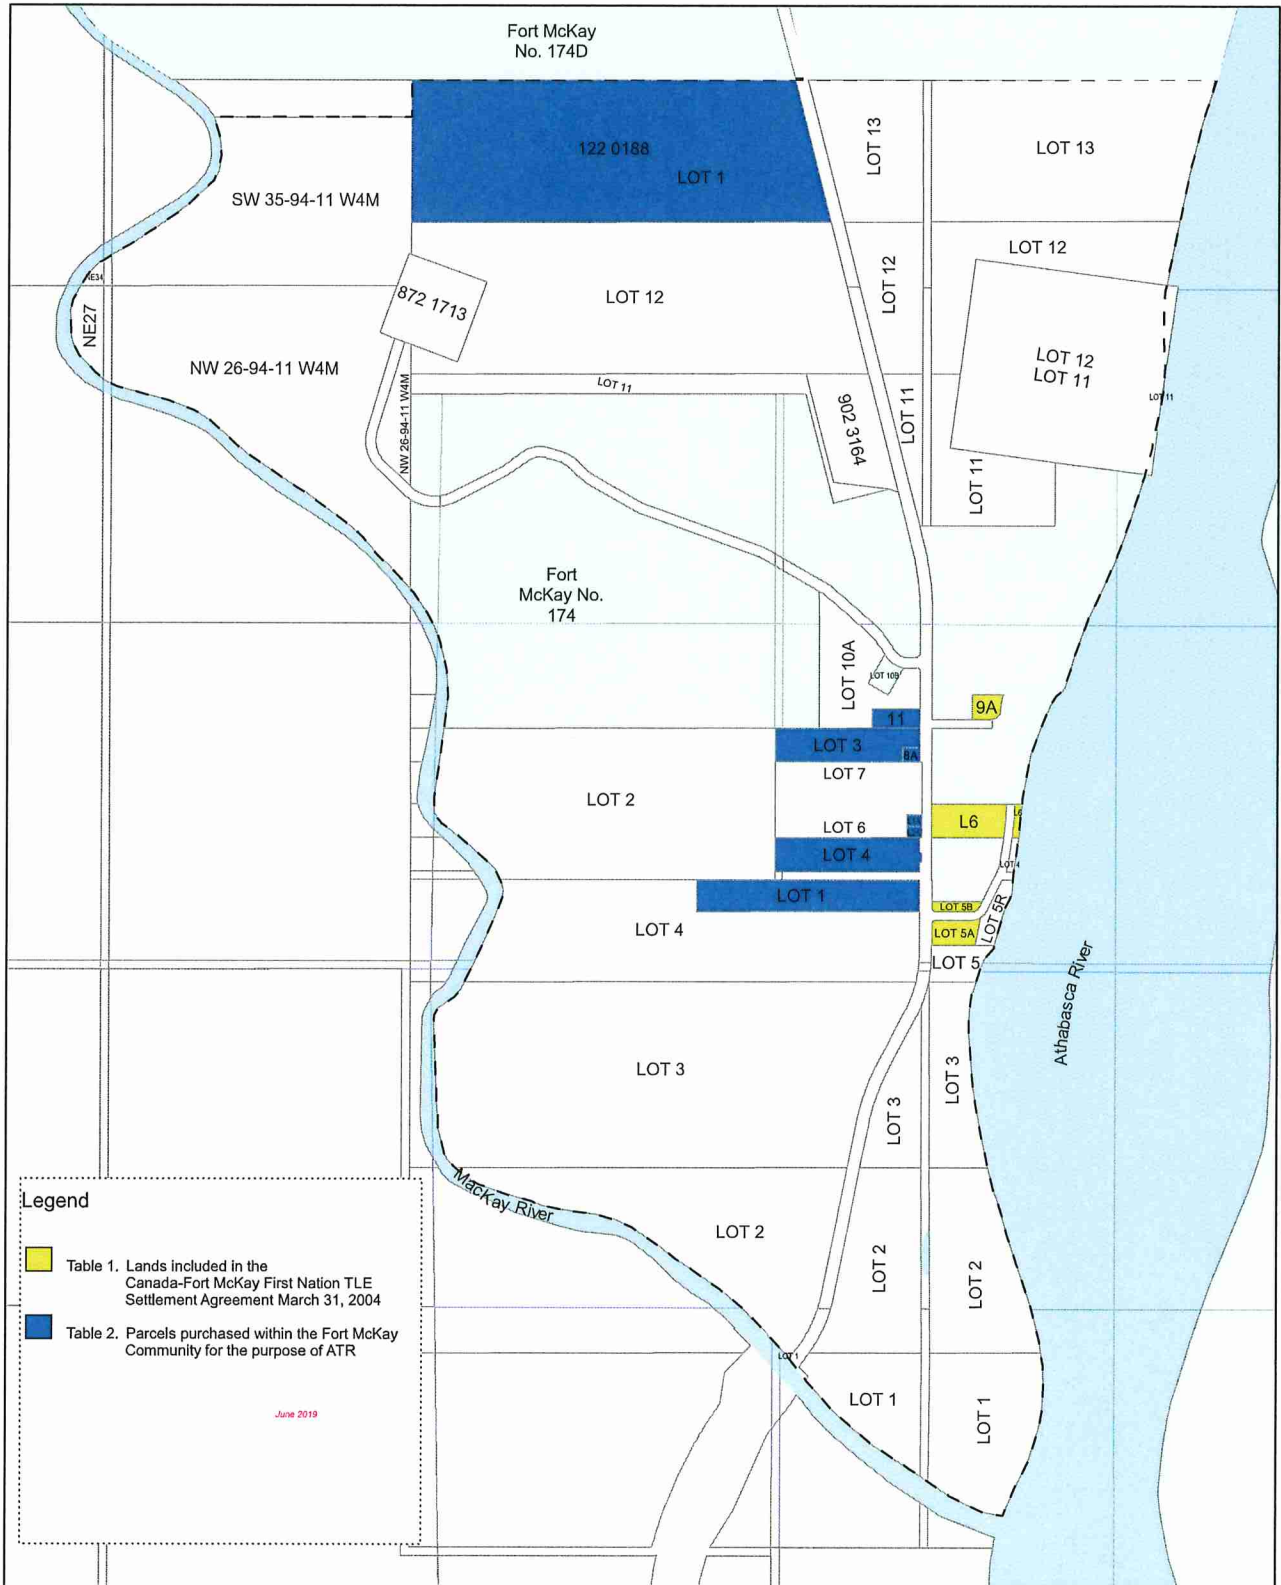 Fort McKay
No. 174D
122 0188
LOT 1
LOT 13
LOT 13
SW 35-94-11 W4M
NE34
NE27
872 1713
LOT 12
LOT 12
LOT 12
NW 26-94-11 W4M
NW 26-94-11 W4M
LOT 11
902 3164
LOT 11
LOT 12
LOT 11
LOT 11
LOT 11
Fort
McKay No.
174
LOT 10A
LOT 10B
11
9A
LOT 3
8A
LOT 7
LOT 2
LOT 6
L6
LOT 4
LOT 1
LOT 5B
LOT 5R
LOT 5A
LOT 4
LOT 5
Athabasca River
LOT 3
LOT 3
LOT 3
MacKay River
LOT 2
LOT 2
LOT 2
LOT 1
LOT 1
LOT 1
Legend
Table 1. Lands included in the
Canada-Fort McKay First Nation TLE
Settlement Agreement March 31, 2004
Table 2. Parcels purchased within the Fort McKay
Community for the purpose of ATR
June 2019